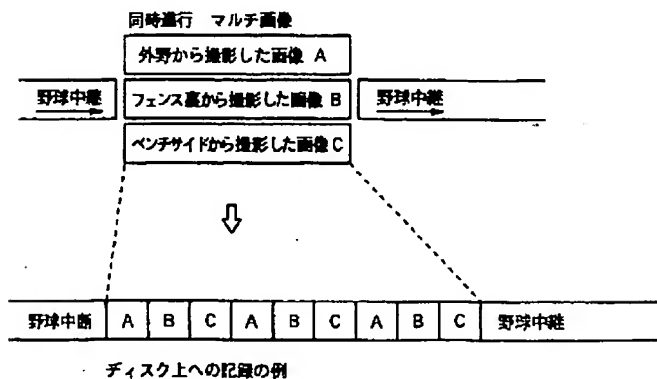 同時進行 マルチ画像
外野から撮影した画像 A
野球中継 フェンス裏から撮影した画像 B 野球中継
ベンチサイドから撮影した画像 C
野球中断 A B C A B C A B C 野球中継
ディスク上への記録の例